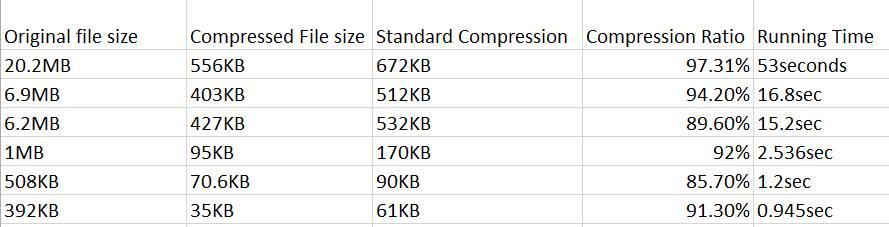 Original file size Compressed File size Standard Compression Compression Ratio Running Time
20.2MB 556KB 672KB 97.31% 53seconds
6.9MB 403KB 512KB 94.20% 16.8sec
6.2MB 427KB 532KB 89.60% 15.2sec
1MB 95KB 170KB 92% 2.536sec
508KB 70.6KB 90KB 85.70% 1.2sec
392KB 35KB 61KB 91.30% 0.945sec